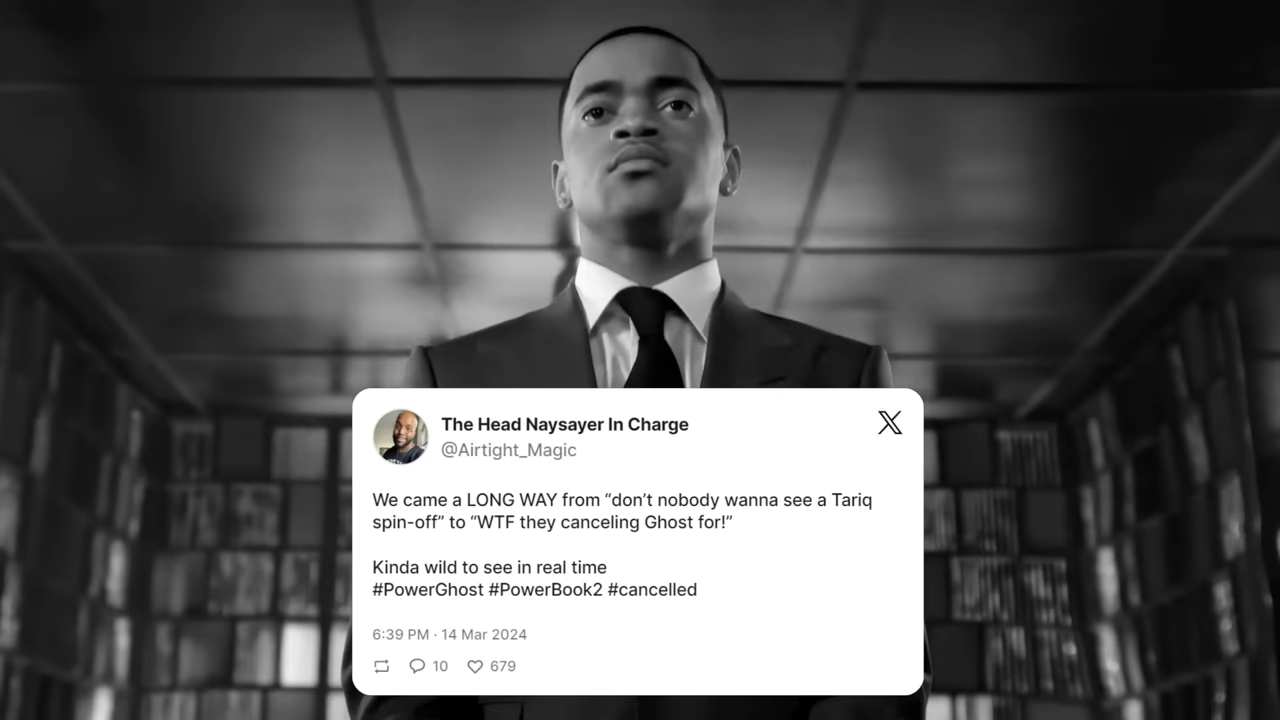 The Head Naysayer In Charge
@Airtight_Magic
We came a LONG WAY from “don’t nobody wanna see a Tariq
spin-off” to “WTF they canceling Ghost for!”
Kinda wild to see in real time
#PowerGhost #PowerBook2 #cancelled
6:39 PM · 14 Mar 2024
10 679